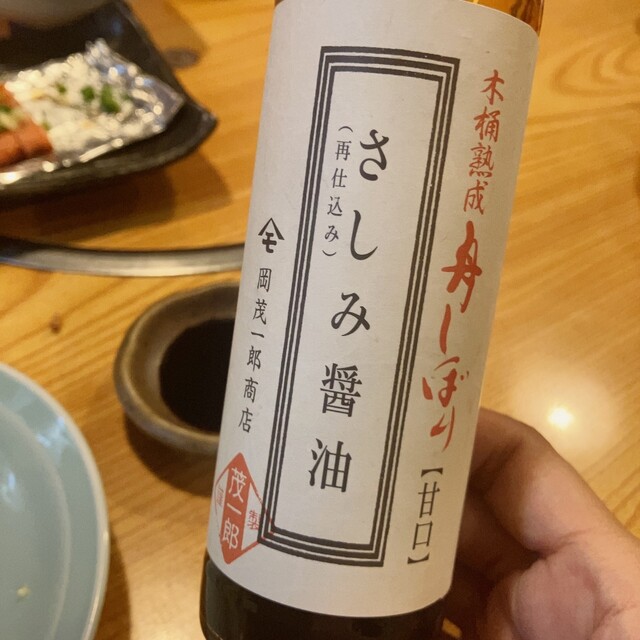 木桶熟成
舟しぼり
【甘口】
さしみ醤油
（再仕込み）
岡茂一郎商店
茂一郎
製